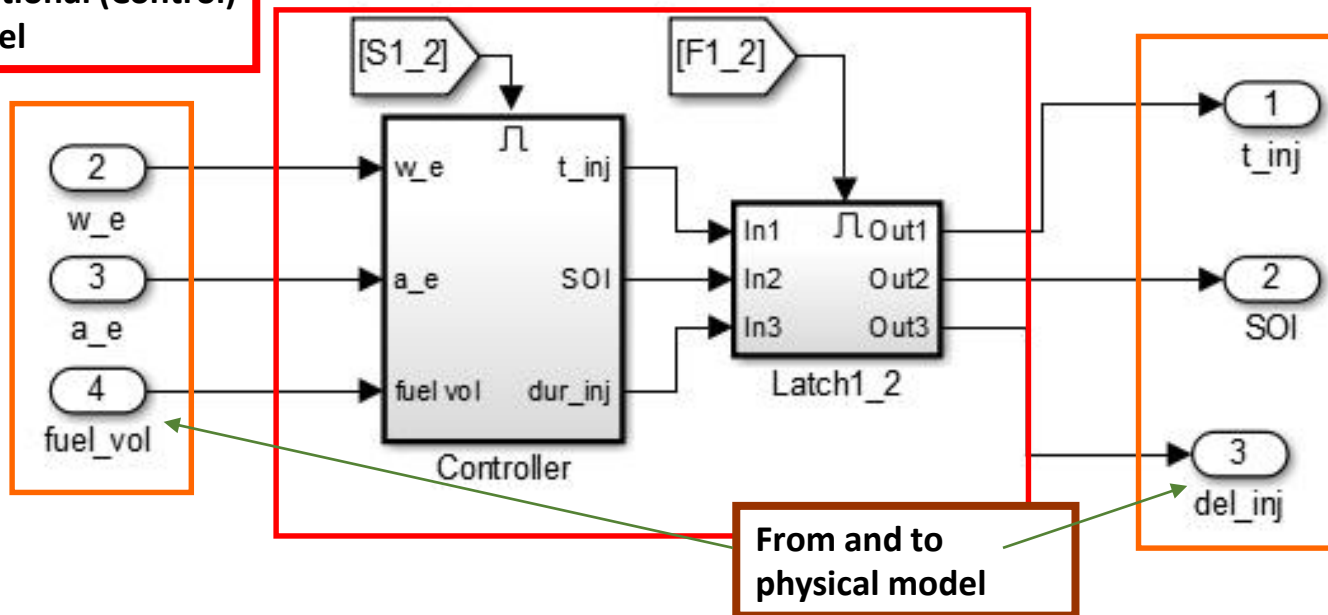 tional (Control)
el
[S1_2]
[F1_2]
2
w_e
3
a_e
4
fuel_vol
w_e
a_e
fuel vol
t_inj
SOI
dur_inj
Controller
In1
In2
In3
Out1
Out2
Out3
Latch1_2
1
t_inj
2
SOI
3
del_inj
From and to
physical model